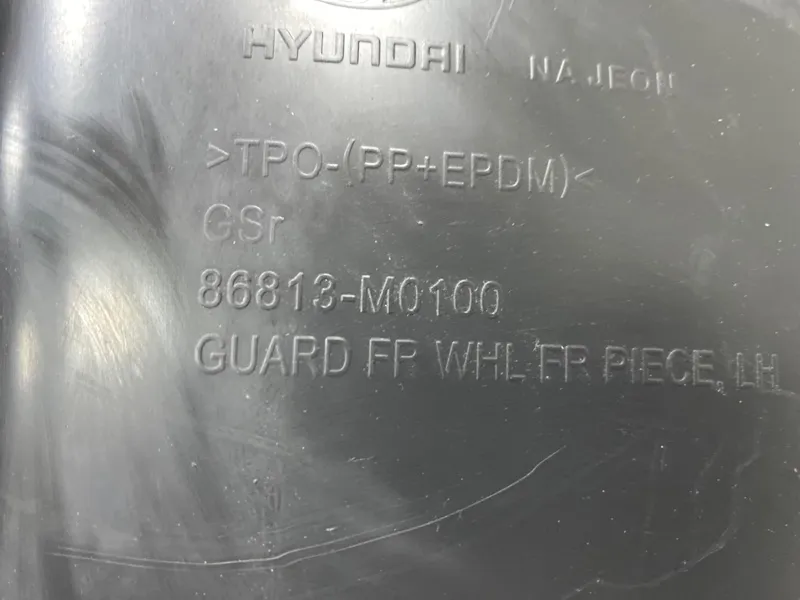 HYUNDAI NA JEON
>TPO-(PP+EPDM)<
GSr
86813-M0100
GUARD FR WHL FR PIECE, LH